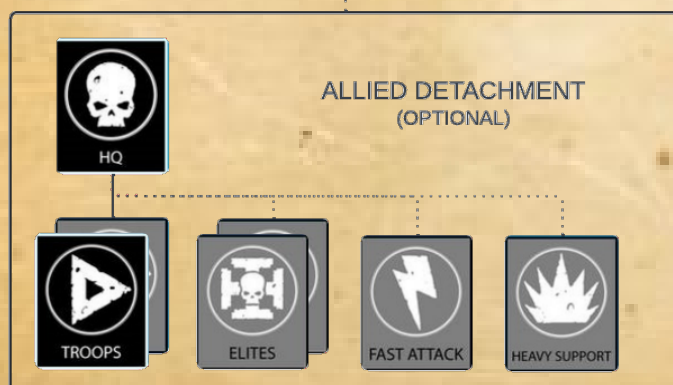 HQ
ALLIED DETACHMENT
(OPTIONAL)
TROOPS
ELITES
FAST ATTACK
HEAVY SUPPORT